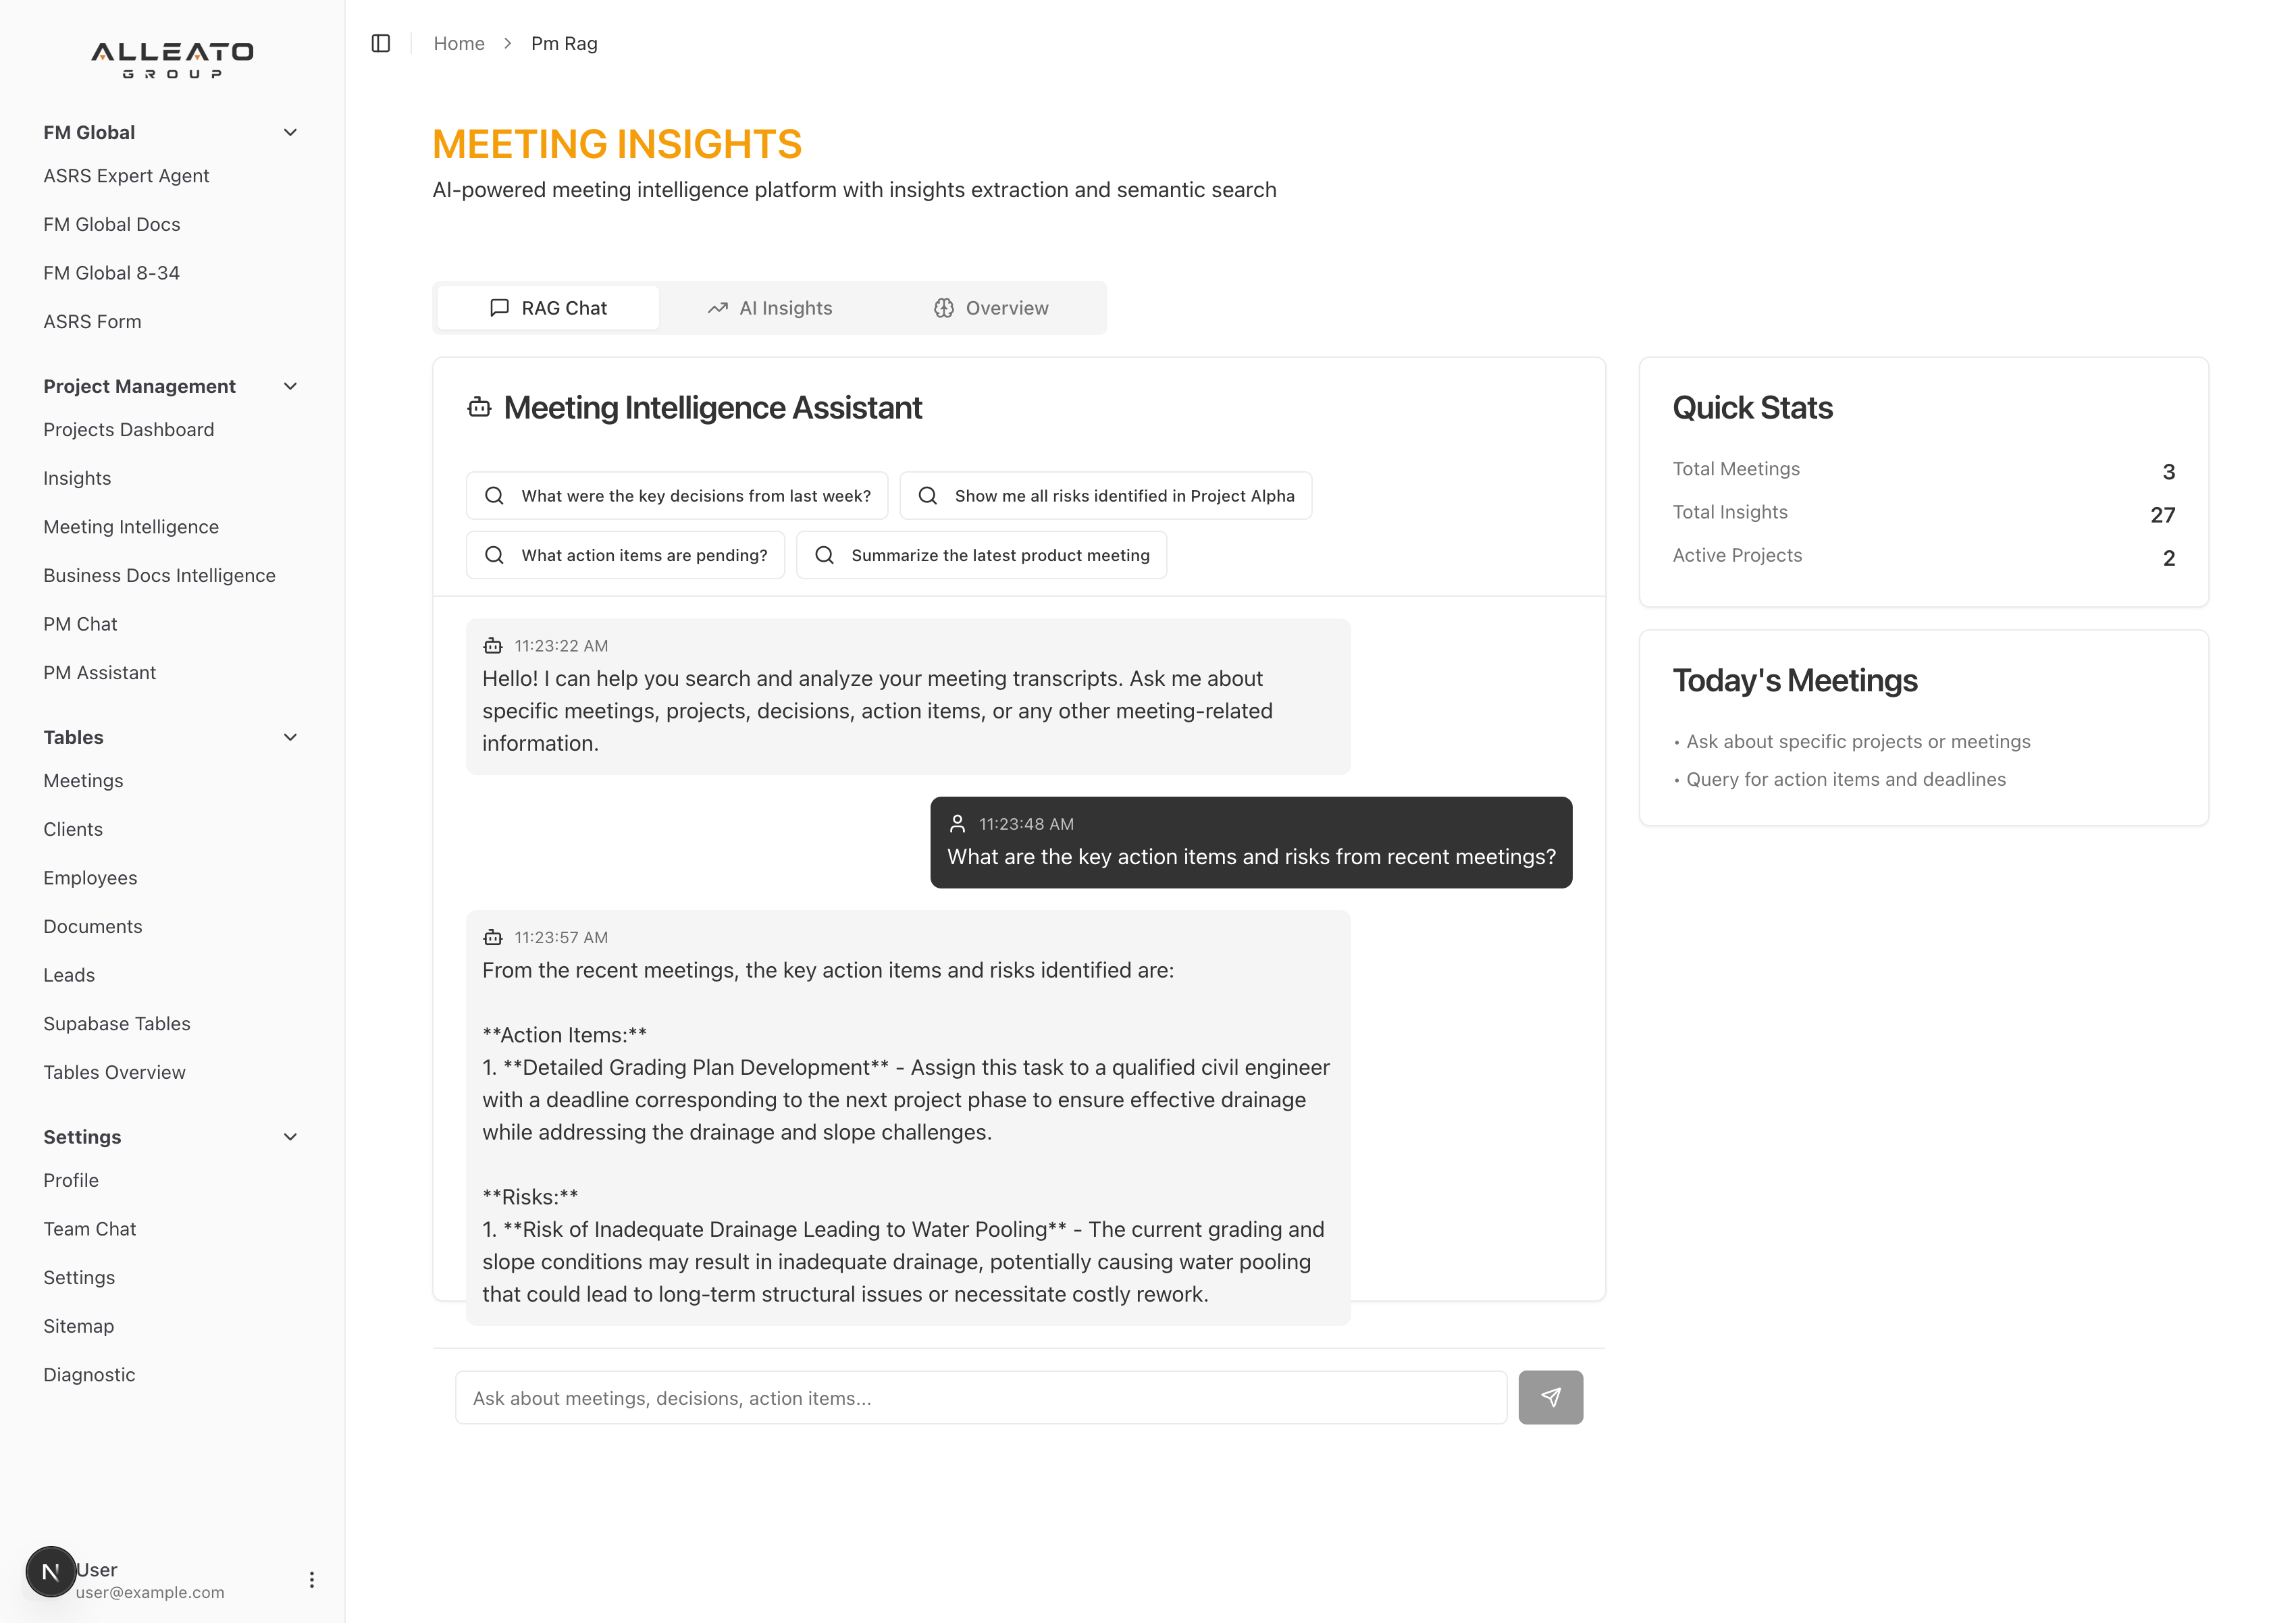 ALLEATO
GROUP
FM Global
ASRS Expert Agent
FM Global Docs
FM Global 8-34
ASRS Form
Project Management
Projects Dashboard
Insights
Meeting Intelligence
Business Docs Intelligence
PM Chat
PM Assistant
Tables
Meetings
Clients
Employees
Documents
Leads
Supabase Tables
Tables Overview
Settings
Profile
Team Chat
Settings
Sitemap
Diagnostic
N
User
user@example.com
Home
Pm Rag
MEETING INSIGHTS
AI-powered meeting intelligence platform with insights extraction and semantic search
RAG Chat
AI Insights
Overview
Meeting Intelligence Assistant
What were the key decisions from last week?
Show me all risks identified in Project Alpha
What action items are pending?
Summarize the latest product meeting
11:23:22 AM
Hello! I can help you search and analyze your meeting transcripts. Ask me about
specific meetings, projects, decisions, action items, or any other meeting-related
information.
11:23:48 AM
What are the key action items and risks from recent meetings?
11:23:57 AM
From the recent meetings, the key action items and risks identified are:
**Action Items:**
1. **Detailed Grading Plan Development** - Assign this task to a qualified civil engineer
with a deadline corresponding to the next project phase to ensure effective drainage
while addressing the drainage and slope challenges.
**Risks:**
1. **Risk of Inadequate Drainage Leading to Water Pooling** - The current grading and
slope conditions may result in inadequate drainage, potentially causing water pooling
that could lead to long-term structural issues or necessitate costly rework.
Ask about meetings, decisions, action items...
Quick Stats
Total Meetings 3
Total Insights 27
Active Projects 2
Today's Meetings
• Ask about specific projects or meetings
• Query for action items and deadlines